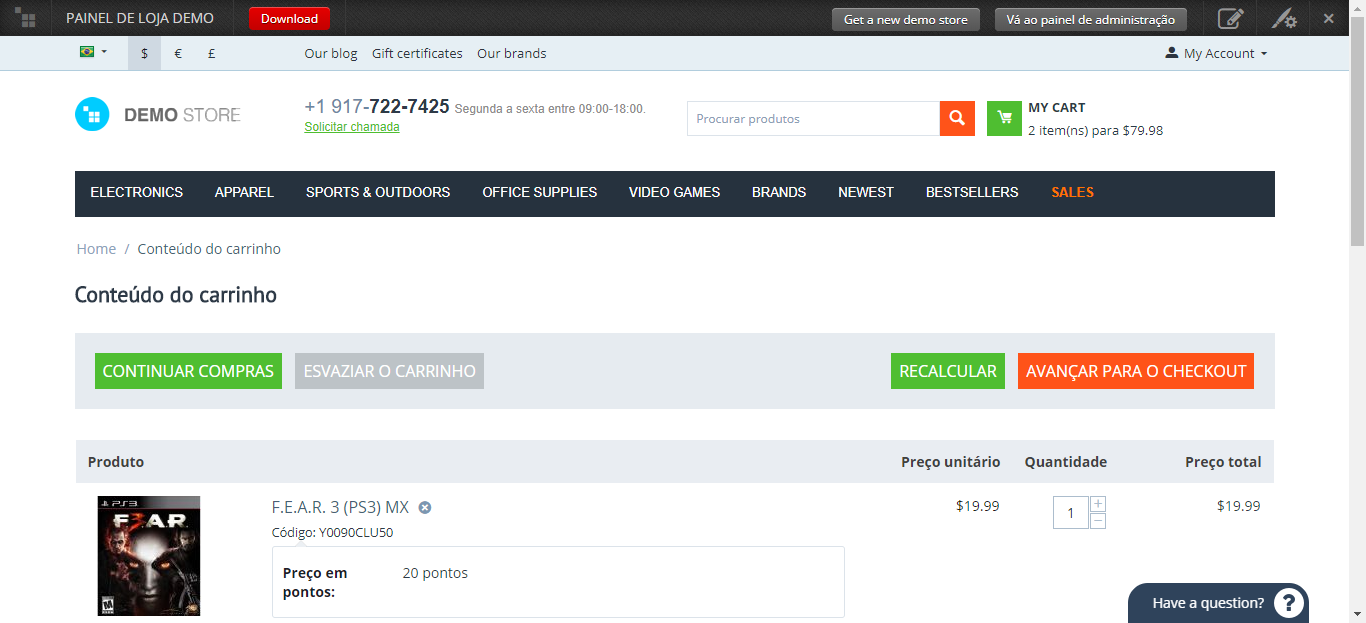 PAINEL DE LOJA DEMO Download Get a new demo store Vá ao painel de administração
$ € £ Our blog Gift certificates Our brands My Account
+1 917-722-7425 Segunda a sexta entre 09:00-18:00.
Solicitar chamada
DEMO STORE
Procurar produtos
MY CART
2 item(ns) para $79.98
ELECTRONICS APPAREL SPORTS & OUTDOORS OFFICE SUPPLIES VIDEO GAMES BRANDS NEWEST BESTSELLERS SALES
Home / Conteúdo do carrinho
Conteúdo do carrinho
CONTINUAR COMPRAS ESVAZIAR O CARRINHO RECALCULAR AVANÇAR PARA O CHECKOUT
Produto Preço unitário Quantidade Preço total
PS3
F.E.A.R.
F.E.A.R. 3 (PS3) MX $19.99 1 $19.99
Código: Y0090CLU50
Preço em pontos: 20 pontos
Have a question? ?